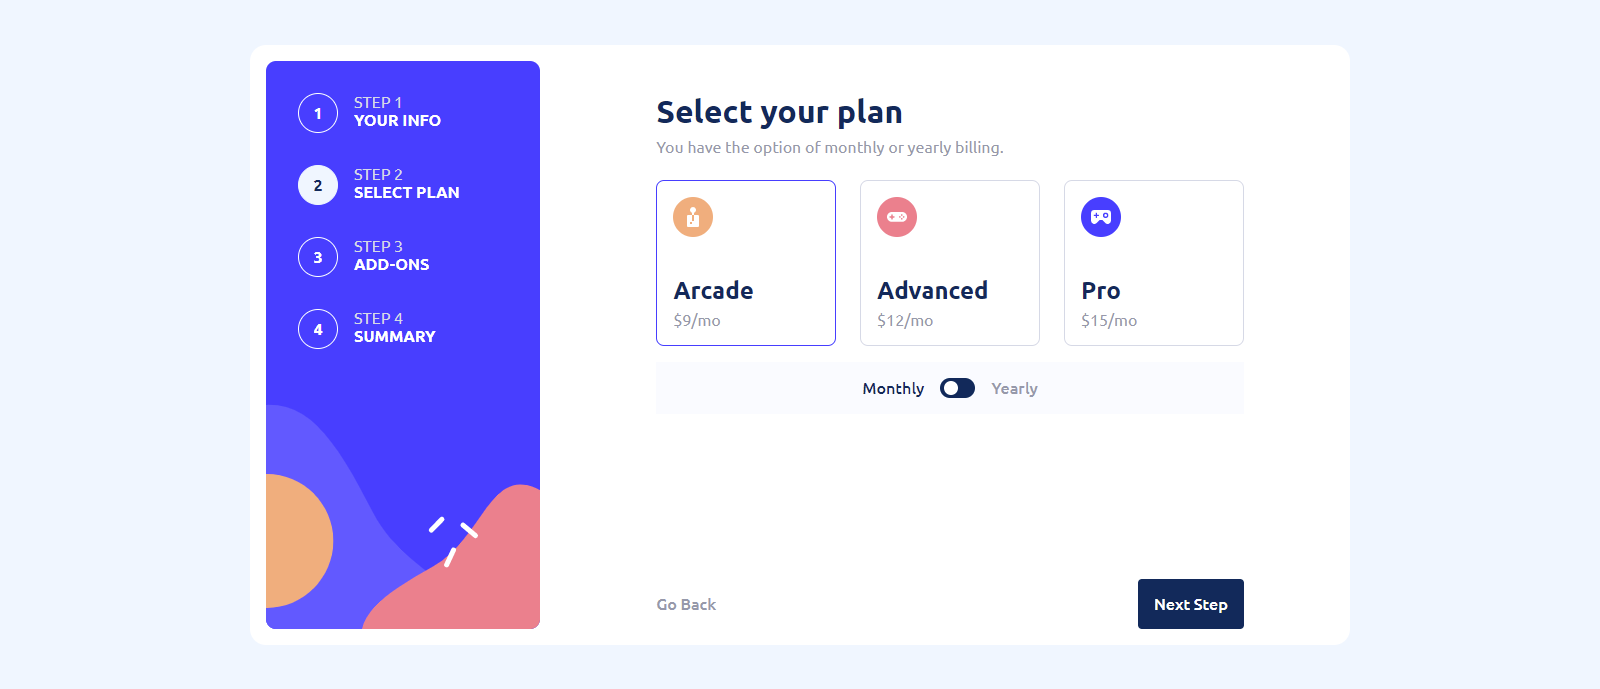 1
STEP 1
YOUR INFO
2
STEP 2
SELECT PLAN
3
STEP 3
ADD-ONS
4
STEP 4
SUMMARY
Select your plan
You have the option of monthly or yearly billing.
Arcade
$9/mo
Advanced
$12/mo
Pro
$15/mo
Monthly
Yearly
Go Back
Next Step